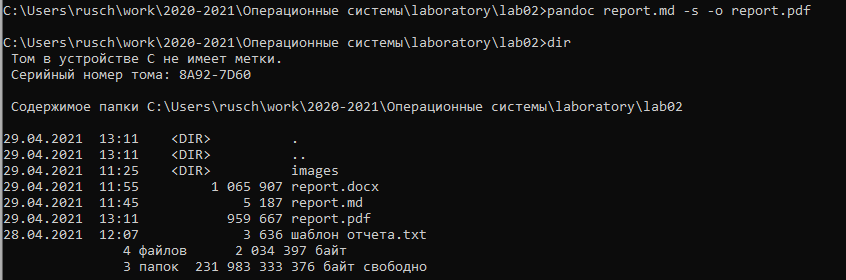 C:\Users\rusch\work\2020-2021\Операционные системы\laboratory\lab02>pandoc report.md -s -o report.pdf
C:\Users\rusch\work\2020-2021\Операционные системы\laboratory\lab02>dir
Том в устройстве C не имеет метки.
Серийный номер тома: 8A92-7D60
Содержимое папки C:\Users\rusch\work\2020-2021\Операционные системы\laboratory\lab02
29.04.2021  13:11    <DIR>          .
29.04.2021  13:11    <DIR>          ..
29.04.2021  11:25    <DIR>          images
29.04.2021  11:55         1 065 907 report.docx
29.04.2021  11:45             5 187 report.md
29.04.2021  13:11           959 667 report.pdf
28.04.2021  12:07             3 636 шаблон отчета.txt
4 файлов      2 034 397 байт
3 папок  231 983 333 376 байт свободно